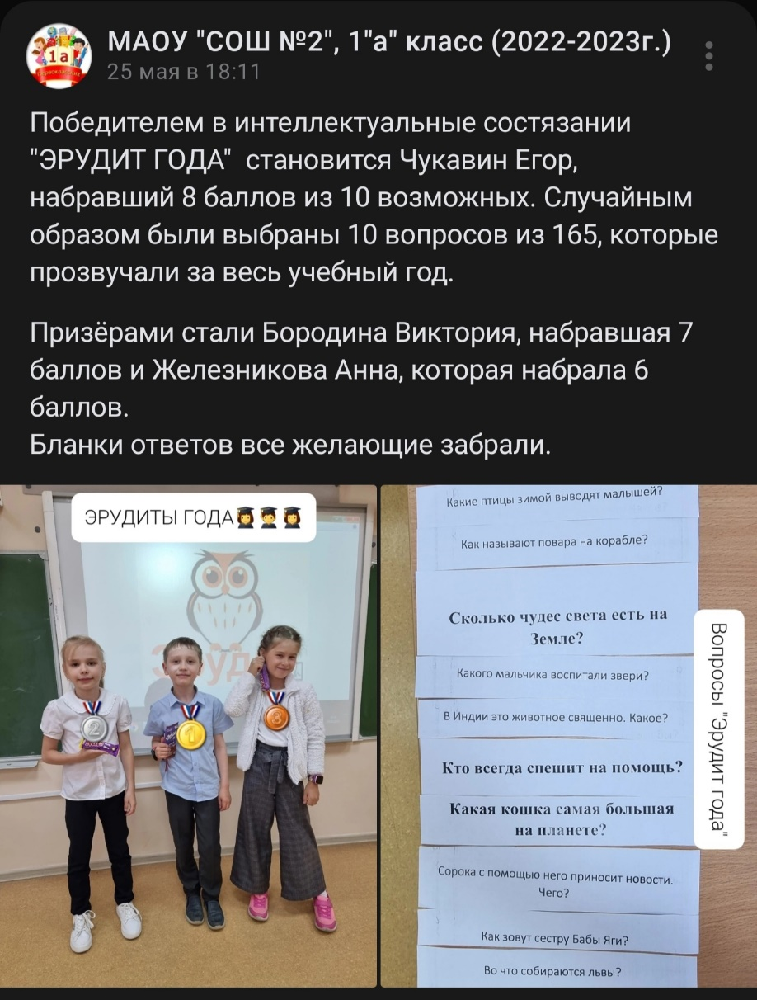 МАОУ "СОШ №2", 1"а" класс (2022-2023г.)
25 мая в 18:11
1а
Победителем в интеллектуальные состязании
"ЭРУДИТ ГОДА" становится Чукавин Егор,
набравший 8 баллов из 10 возможных. Случайным
образом были выбраны 10 вопросов из 165, которые
прозвучали за весь учебный год.
Призёрами стали Бородина Виктория, набравшая 7
баллов и Железникова Анна, которая набрала 6
баллов.
Бланки ответов все желающие забрали.
ЭРУДИТЫ ГОДА👩‍🎓👨‍🎓👩‍🎓
Эруд
2
1
3
Какие птицы зимой выводят малышей?
Как называют повара на корабле?
Сколько чудес света есть на
Земле?
Какого мальчика воспитали звери?
В Индии это животное священно. Какое?
Кто всегда спешит на помощь?
Какая кошка самая большая
на планете?
Сорока с помощью него приносит новости.
Чего?
Как зовут сестру Бабы Яги?
Во что собираются львы?
Вопросы "Эрудит года"